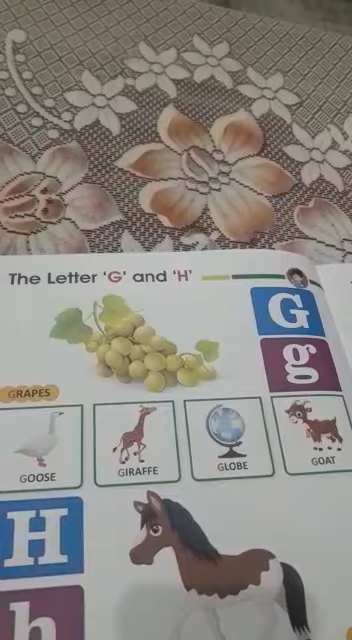 The Letter 'G' and 'H'
G
g
GRAPES
GOOSE
GIRAFFE
GLOBE
GOAT
H
h